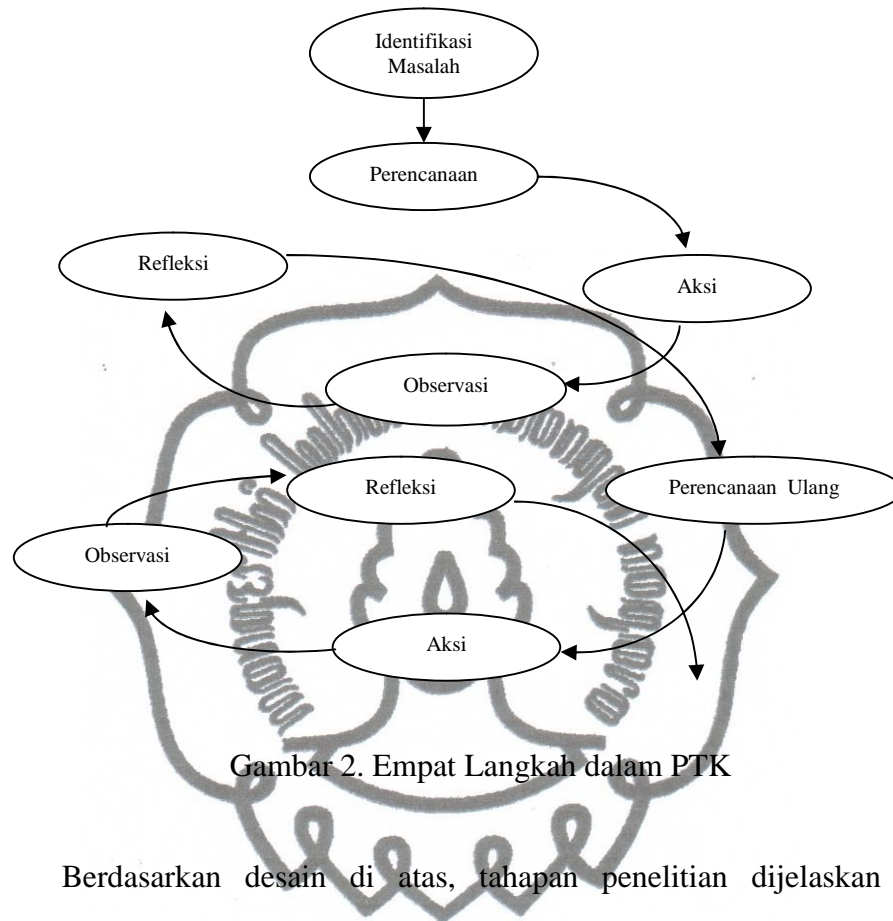 Identifikasi
Masalah
Perencanaan
Refleksi
Aksi
Observasi
Refleksi
Perencanaan Ulang
Observasi
Aksi
Gambar 2. Empat Langkah dalam PTK
Berdasarkan desain di atas, tahapan penelitian dijelaskan